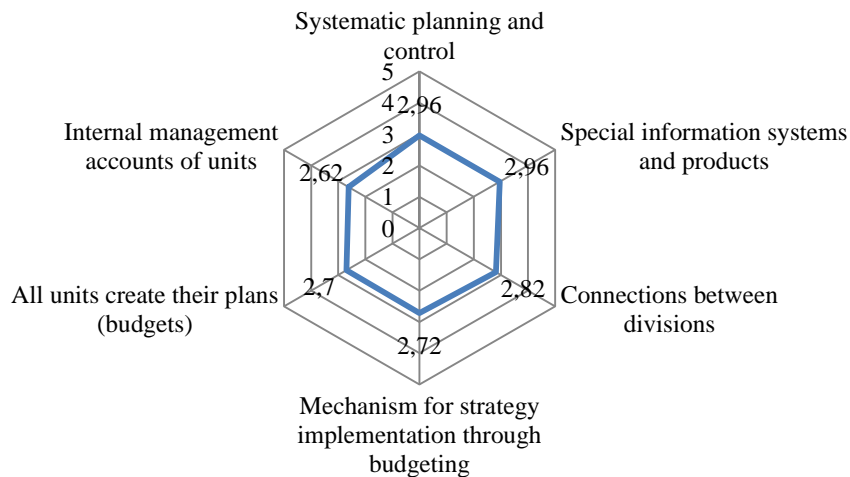 Systematic planning and
control
5
4
2,96
3
2
1
0
Special information systems
and products
2,96
Connections between
divisions
2,82
Mechanism for strategy
implementation through
budgeting
2,72
All units create their plans
(budgets)
2,7
Internal management
accounts of units
2,62